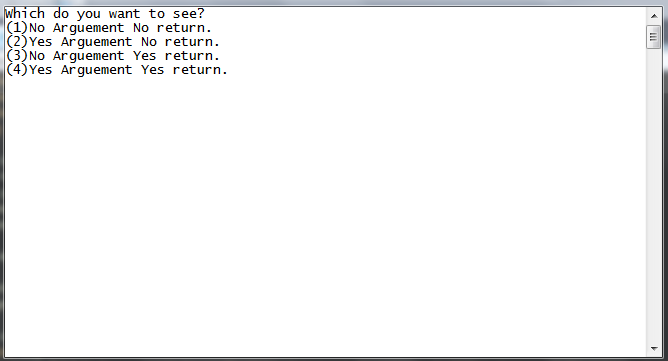 Which do you want to see?
(1)No Arguement No return.
(2)Yes Arguement No return.
(3)No Arguement Yes return.
(4)Yes Arguement Yes return.